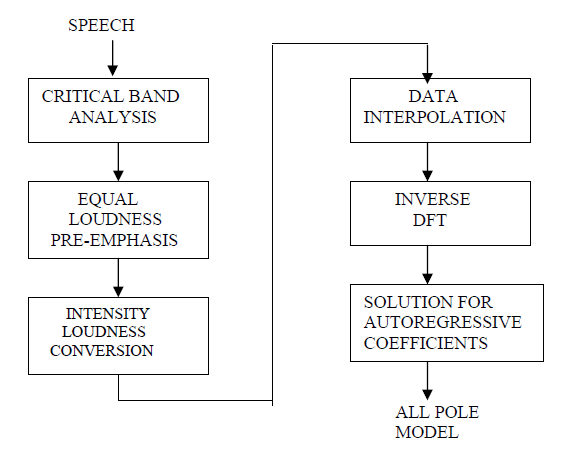 SPEECH
CRITICAL BAND
ANALYSIS
EQUAL
LOUDNESS
PRE-EMPHASIS
INTENSITY
LOUDNESS
CONVERSION
DATA
INTERPOLATION
INVERSE
DFT
SOLUTION FOR
AUTOREGRESSIVE
COEFFICIENTS
ALL POLE
MODEL